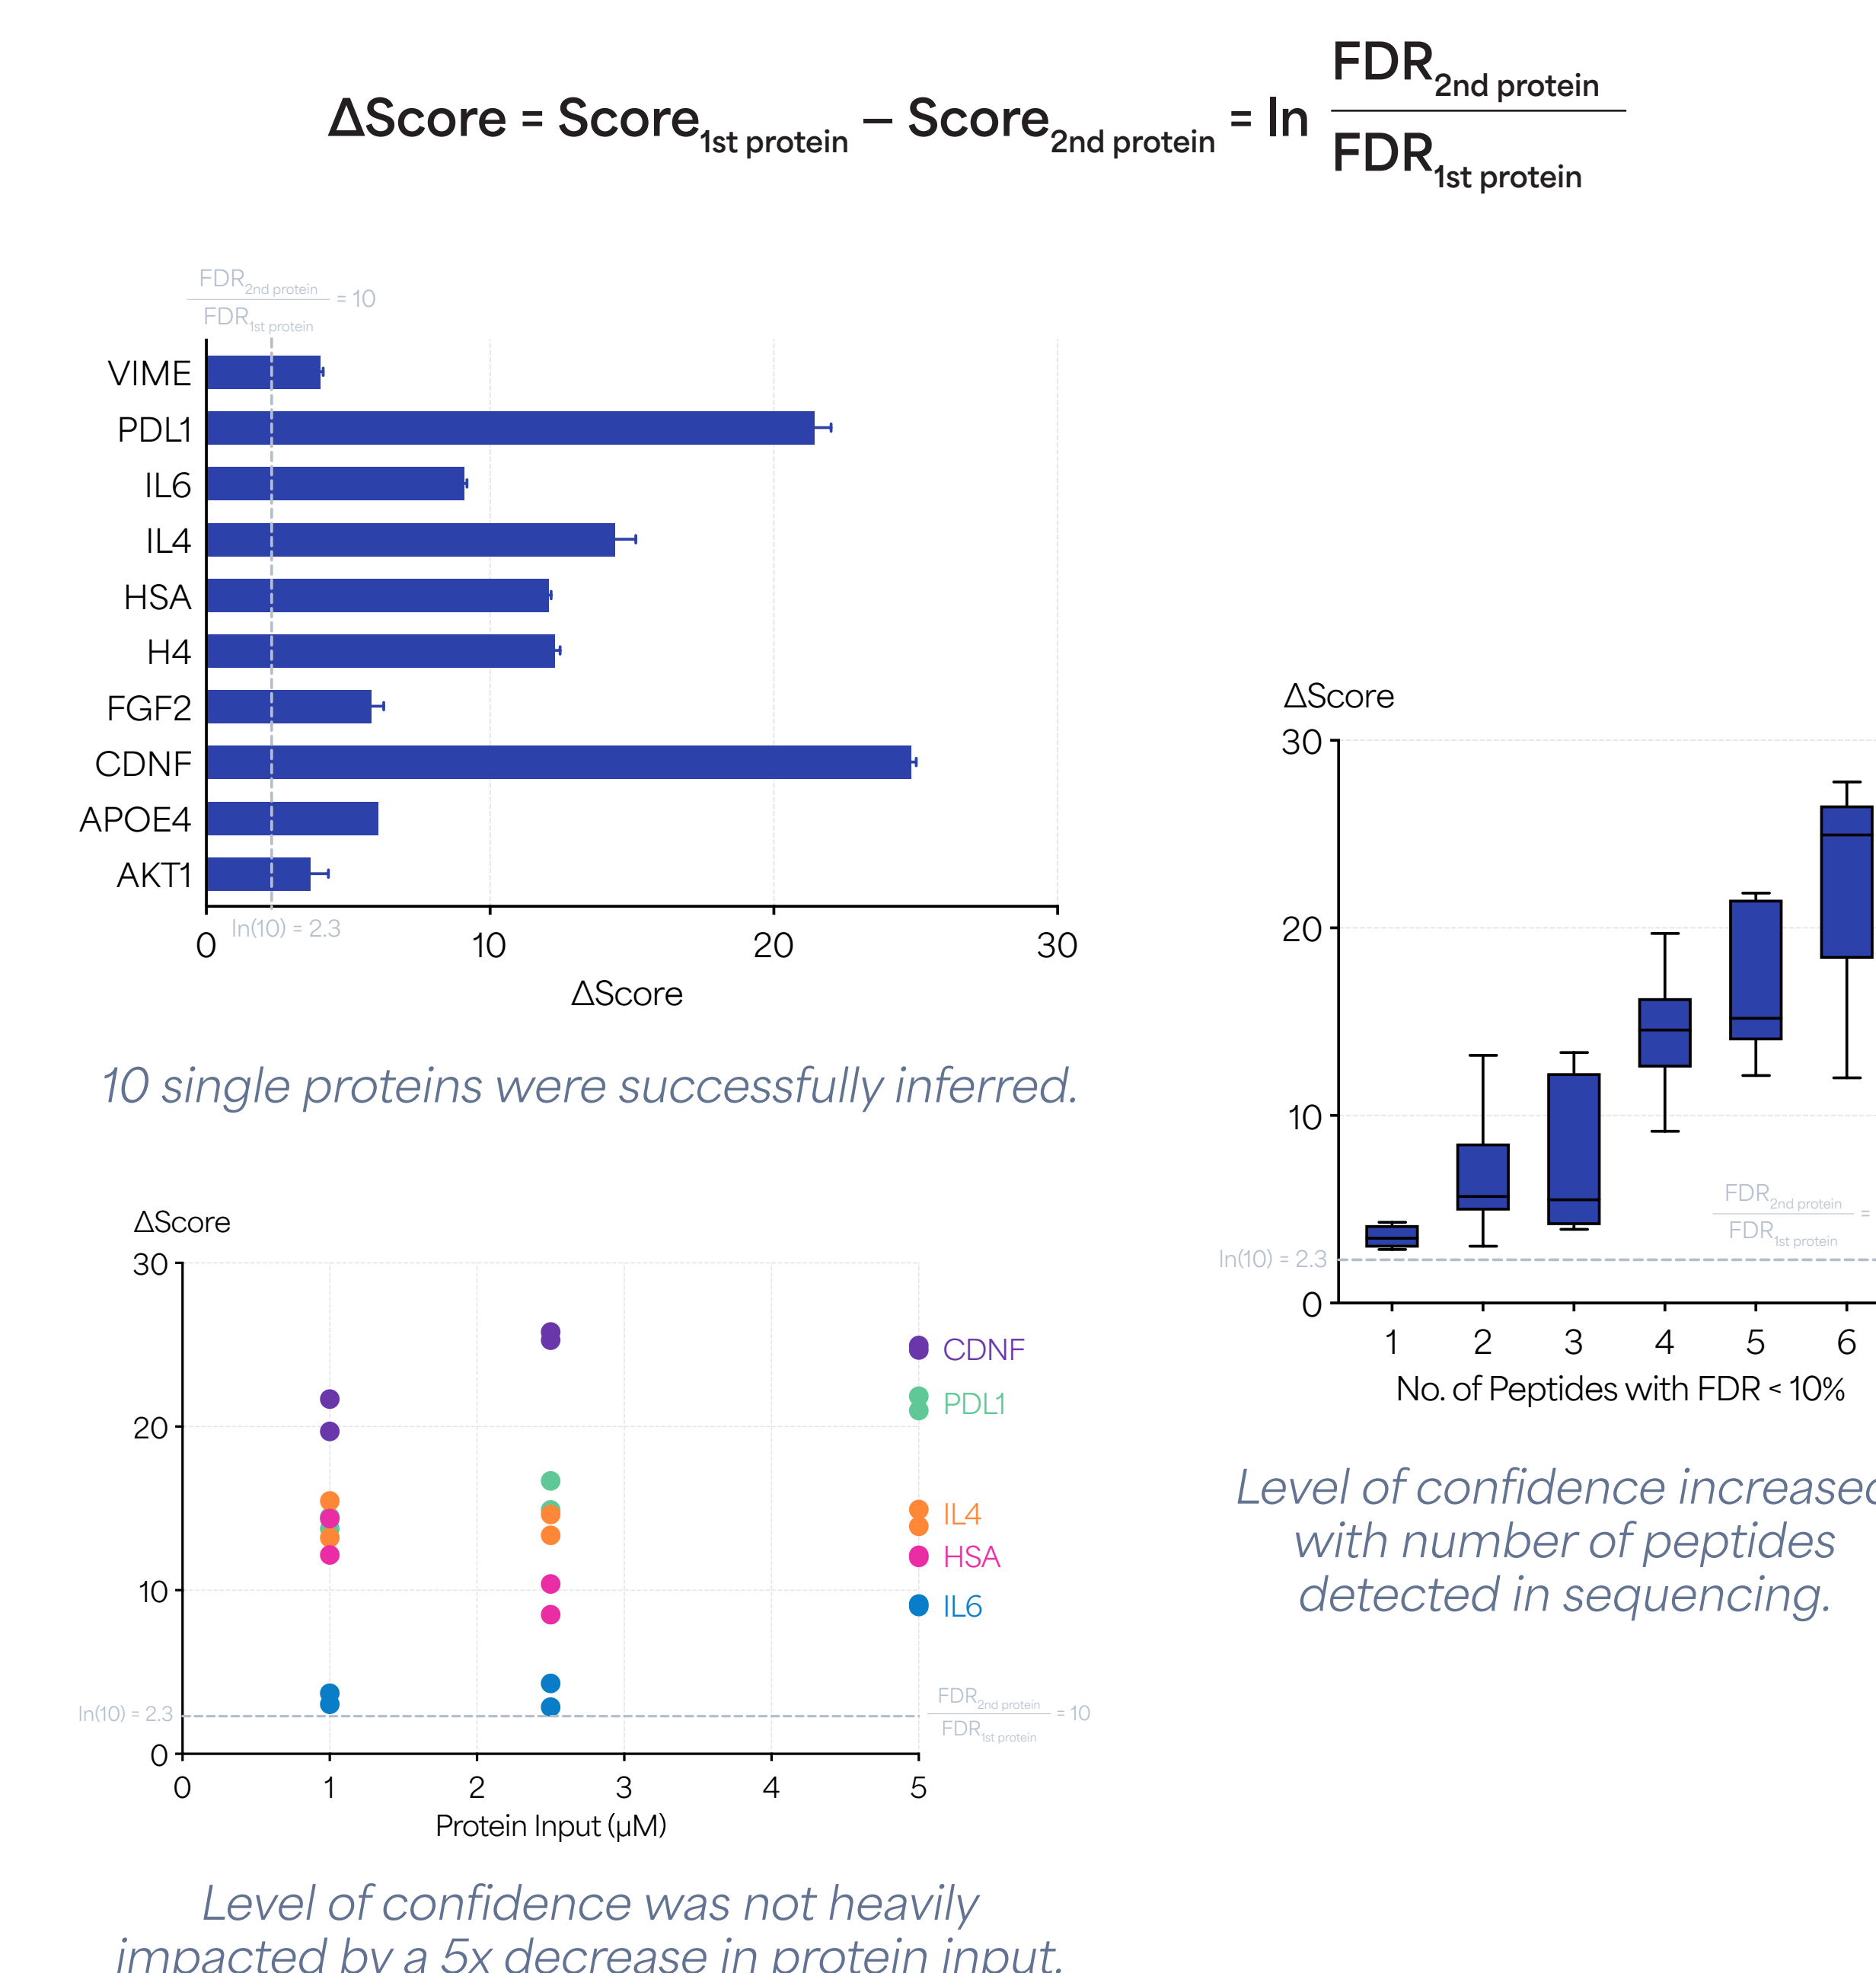 ΔScore = Score1st protein – Score2nd protein = ln FDR2nd protein / FDR1st protein
FDR2nd protein
FDR1st protein
= 10
VIME
PDL1
IL6
IL4
HSA
H4
FGF2
CDNF
APOE4
AKT1
ln(10) = 2.3
0 10 20 30
ΔScore
10 single proteins were successfully inferred.
ΔScore
30
20
10
0
CDNF
PDL1
IL4
HSA
IL6
ln(10) = 2.3
FDR2nd protein
FDR1st protein
= 10
0 1 2 3 4 5
Protein Input (µM)
Level of confidence was not heavily
impacted by a 5x decrease in protein input.
ΔScore
30
20
10
0
FDR2nd protein
FDR1st protein
=
ln(10) = 2.3
1 2 3 4 5 6
No. of Peptides with FDR < 10%
Level of confidence increased
with number of peptides
detected in sequencing.